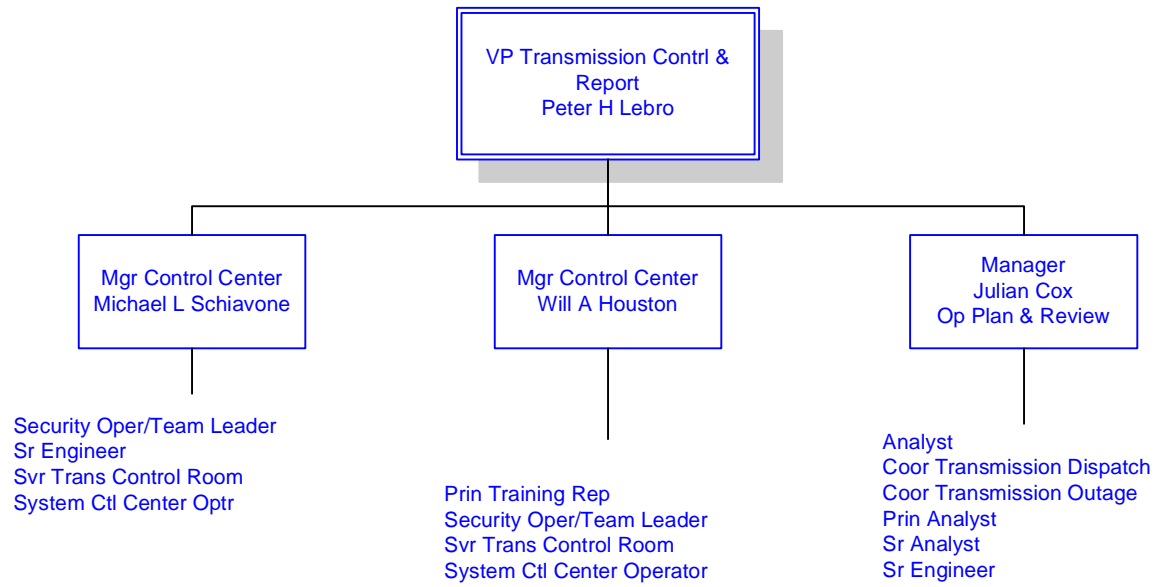 VP Transmission Contrl &
Report
Peter H Lebro
Mgr Control Center
Michael L Schiavone
Mgr Control Center
Will A Houston
Manager
Julian Cox
Op Plan & Review
Security Oper/Team Leader
Sr Engineer
Svr Trans Control Room
System Ctl Center Optr
Prin Training Rep
Security Oper/Team Leader
Svr Trans Control Room
System Ctl Center Operator
Analyst
Coor Transmission Dispatch
Coor Transmission Outage
Prin Analyst
Sr Analyst
Sr Engineer